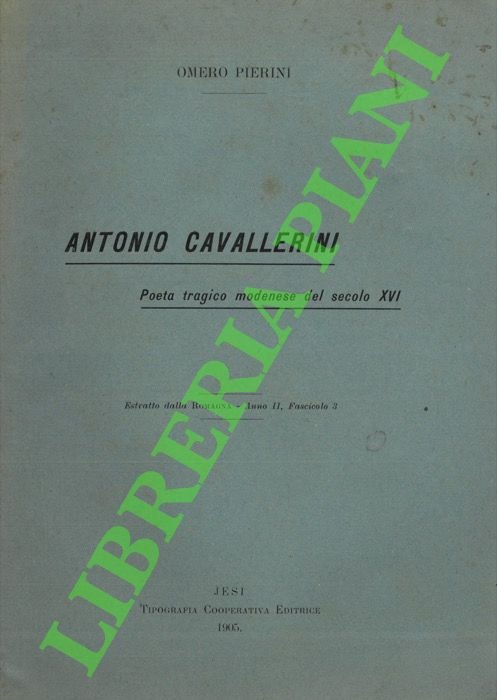 OMERO PIERINI
ANTONIO CAVALLERINI
Poeta tragico modenese del secolo XVI
Estratto dalla ROMAGNA - Anno II, Fascicolo 3
JESI
TIPOGRAFIA COOPERATIVA EDITRICE
1905.
LIBRERIA PIANI